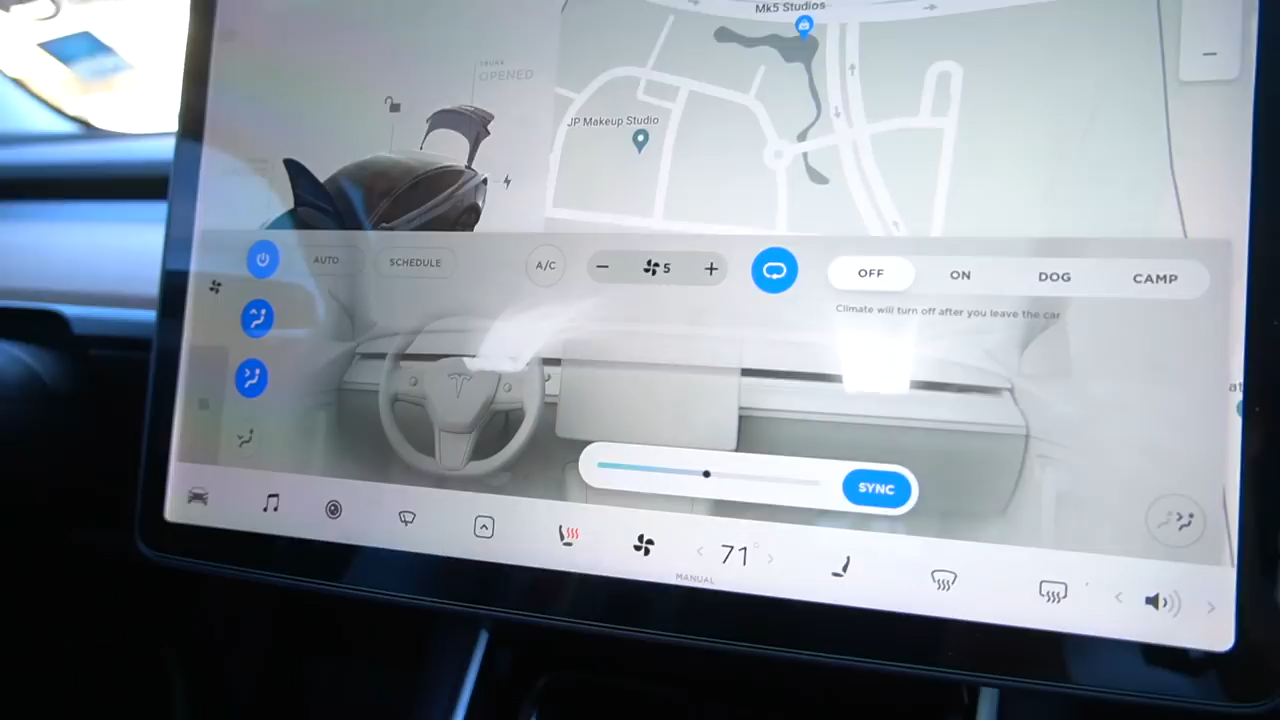 Mk5 Studios
TRUNK
OPENED
JP Makeup Studio
AUTO
SCHEDULE
A/C
5
OFF
ON
DOG
CAMP
Climate will turn off after you leave the car
at
SYNC
71°
MANUAL